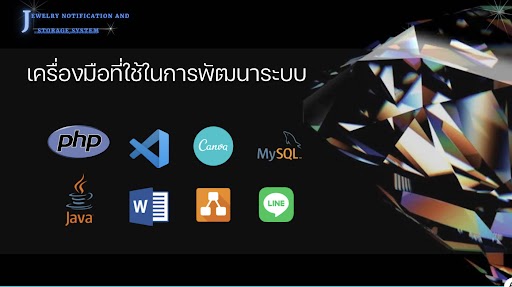 JEWELRY NOTIFICATION AND
STORAGE SYSTEM
เครื่องมือที่ใช้ในการพัฒนาระบบ
php
Canva
MySQL
Java
W
LINE